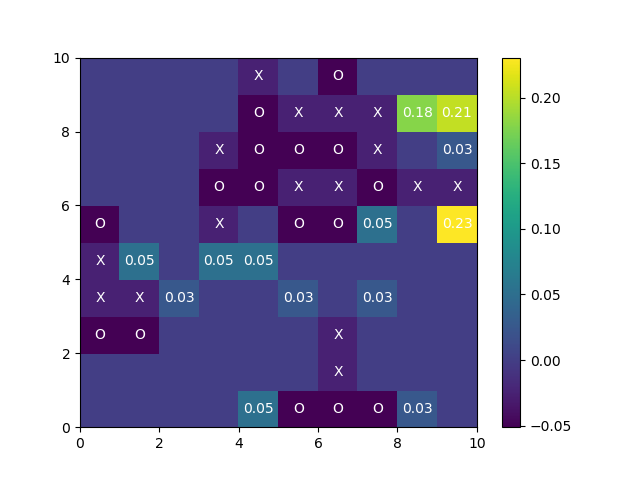 10
X O
O X X X 0.18 0.21
8
X O O O X 0.03
O O X X O X X
6
O X O O 0.05 0.23
X 0.05 0.05 0.05
4
X X 0.03 0.03 0.03
O O X
2
X
0.05 O O O 0.03
0
0 2 4 6 8 10
0.20
0.15
0.10
0.05
0.00
−0.05